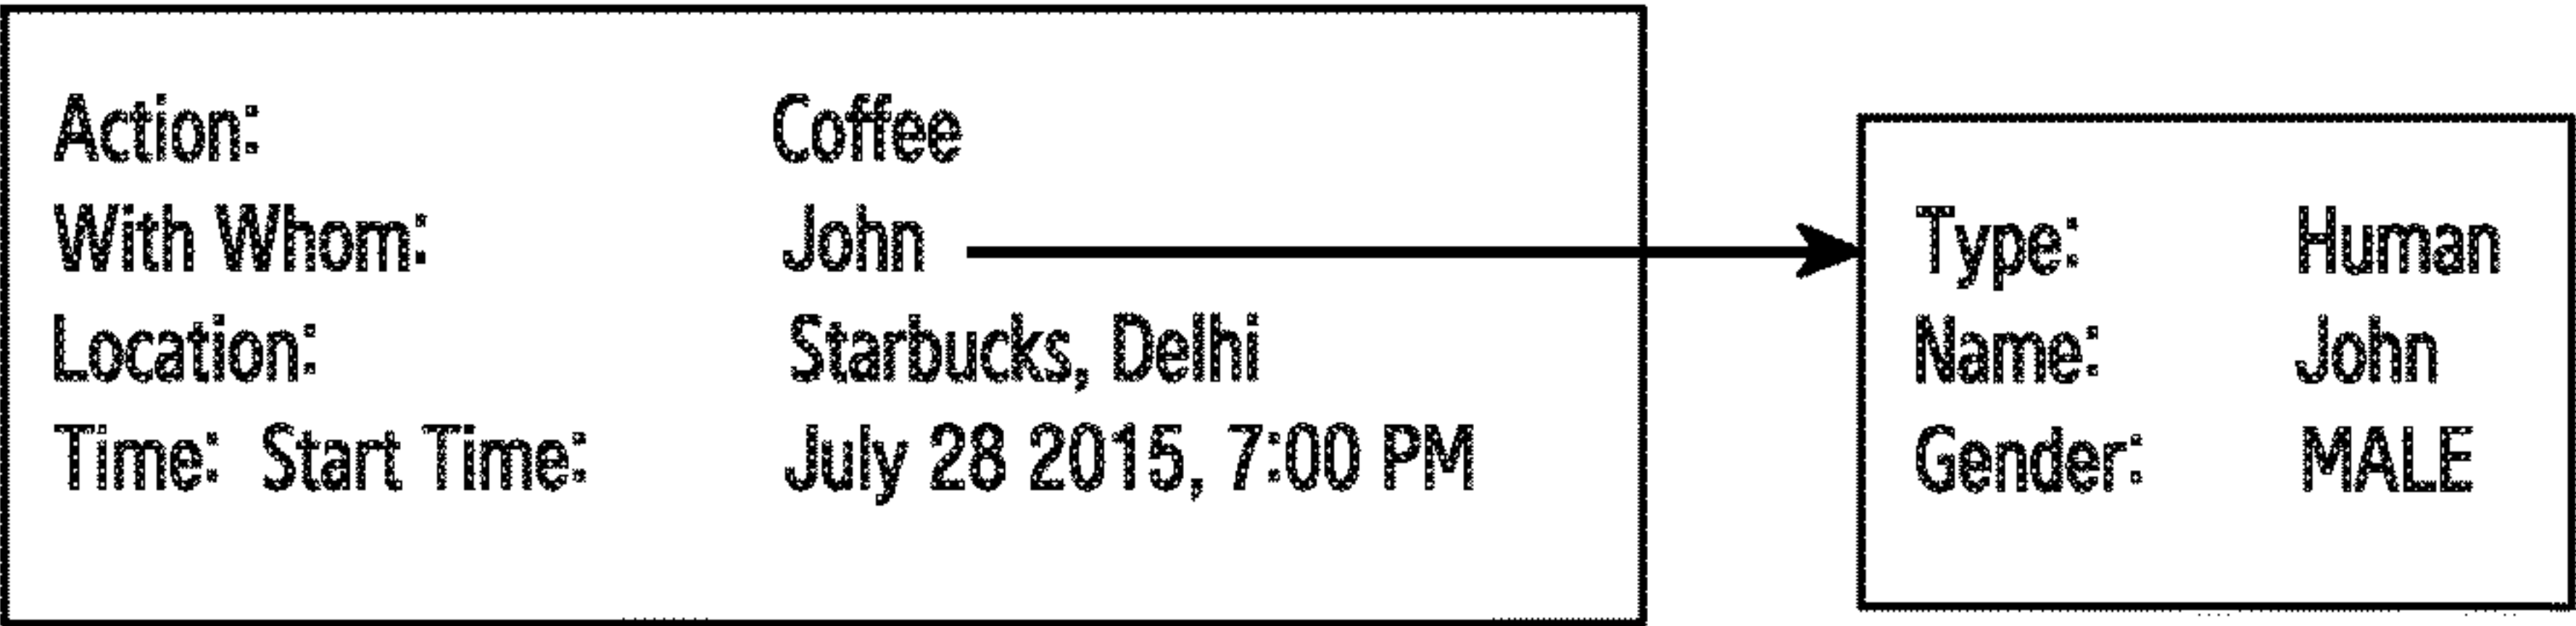 Action: Coffee
With Whom: John
Location: Starbucks, Delhi
Time: Start Time: July 28 2015, 7:00 PM
Type: Human
Name: John
Gender: MALE